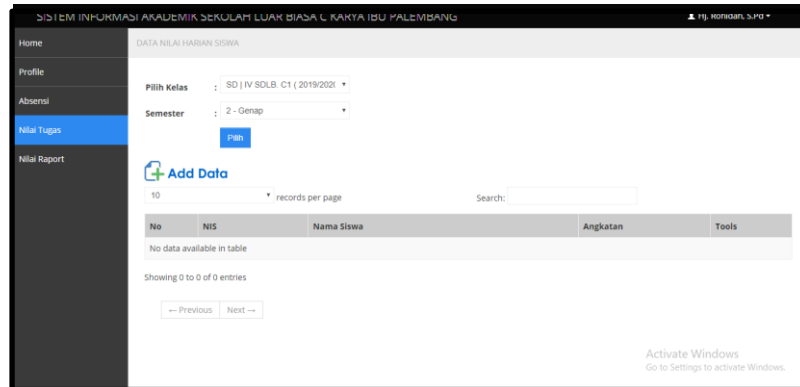 SISTEM INFORMASI AKADEMIK SEKOLAH LUAR BIASA C KARYA IBU PALEMBANG
Hj. Rohidah, S.Pd
Home
DATA NILAI HARIAN SISWA
Profile
Absensi
Nilai Tugas
Nilai Raport
Pilih Kelas : SD | IV SDLB. C1 ( 2019/202(
Semester : 2 - Genap
Pilih
Add Data
10 records per page Search:
No NIS Nama Siswa Angkatan Tools
No data available in table
Showing 0 to 0 of 0 entries
← Previous Next →
Activate Windows
Go to Settings to activate Windows.